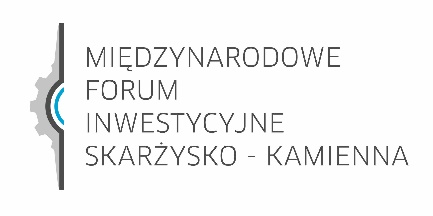 MIĘDZYNARODOWE
FORUM
INWESTYCYJNE
SKARŻYSKO - KAMIENNA